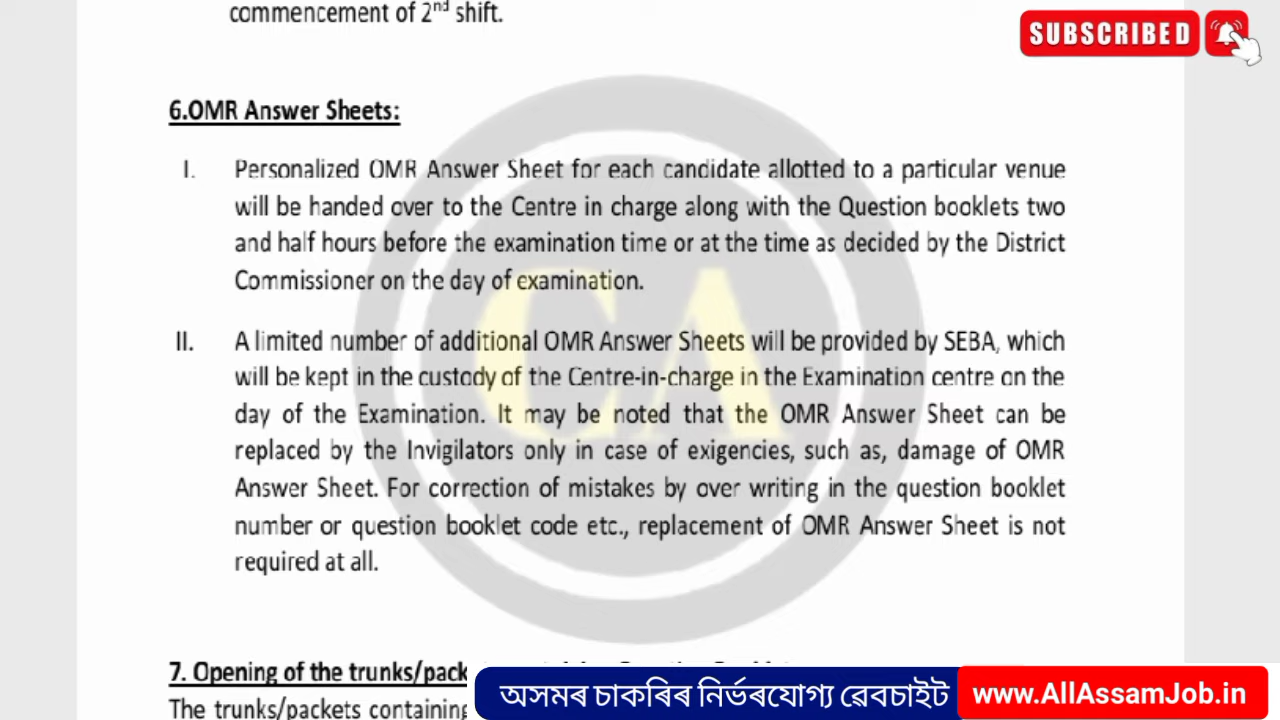 commencement of 2nd shift.
SUBSCRIBED
6.OMR Answer Sheets:
I. Personalized OMR Answer Sheet for each candidate allotted to a particular venue
will be handed over to the Centre in charge along with the Question booklets two
and half hours before the examination time or at the time as decided by the District
Commissioner on the day of examination.
II. A limited number of additional OMR Answer Sheets will be provided by SEBA, which
will be kept in the custody of the Centre-in-charge in the Examination centre on the
day of the Examination. It may be noted that the OMR Answer Sheet can be
replaced by the Invigilators only in case of exigencies, such as, damage of OMR
Answer Sheet. For correction of mistakes by over writing in the question booklet
number or question booklet code etc., replacement of OMR Answer Sheet is not
required at all.
CA
7. Opening of the trunks/pack
The trunks/packets containing
অসমৰ চাকৰিৰ নিৰ্ভৰযোগ্য ৱেবচাইট
www.AllAssamJob.in